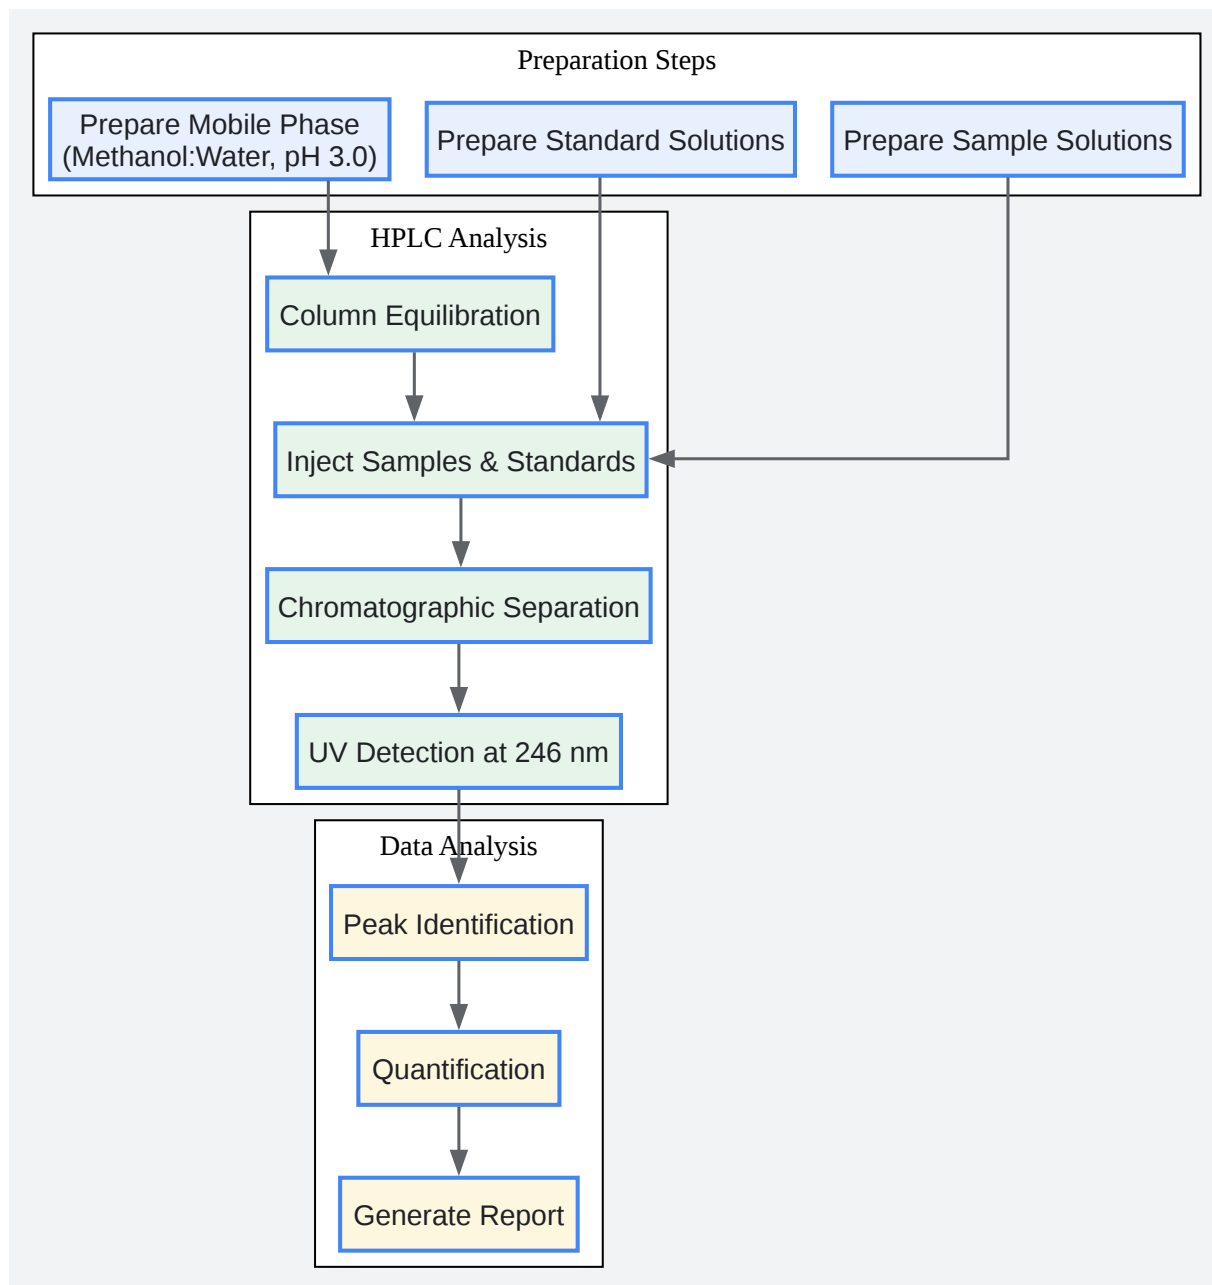 Preparation Steps
Prepare Mobile Phase
(Methanol:Water, pH 3.0)
Prepare Standard Solutions
Prepare Sample Solutions
HPLC Analysis
Column Equilibration
Inject Samples & Standards
Chromatographic Separation
UV Detection at 246 nm
Data Analysis
Peak Identification
Quantification
Generate Report